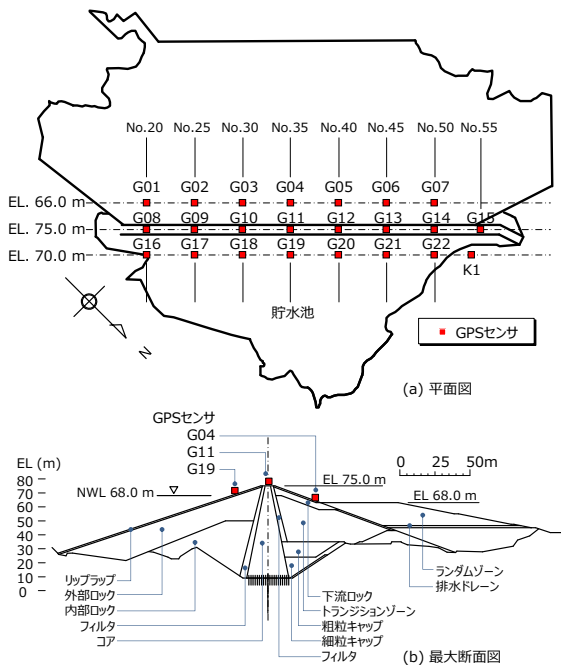 No.20 No.25 No.30 No.35 No.40 No.45 No.50 No.55
G01 G02 G03 G04 G05 G06 G07
EL. 66.0 m
G08 G09 G10 G11 G12 G13 G14 G15
EL. 75.0 m
G16 G17 G18 G19 G20 G21 G22
EL. 70.0 m
K1
N
貯水池
GPSセンサ
(a) 平面図
GPSセンサ
G04
G11
G19
EL (m)
80
70
60
50
40
30
20
10
0
NWL 68.0 m
EL 75.0 m
0 25 50m
EL 68.0 m
リップラップ
外部ロック
内部ロック
フィルタ
コア
下流ロック
トランジションゾーン
粗粒キャップ
細粒キャップ
フィルタ
ランダムゾーン
排水ドレーン
(b) 最大断面図